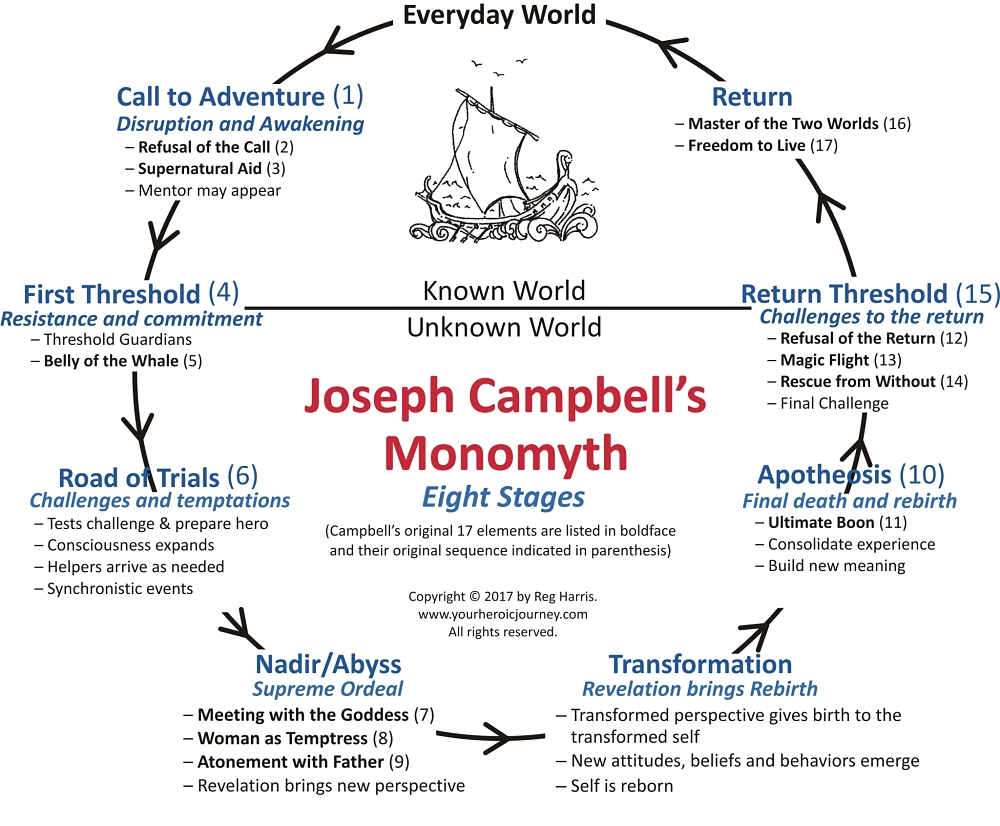 Everyday World
Call to Adventure (1)
Disruption and Awakening
– Refusal of the Call (2)
– Supernatural Aid (3)
– Mentor may appear
Return
– Master of the Two Worlds (16)
– Freedom to Live (17)
First Threshold (4)
Resistance and commitment
– Threshold Guardians
– Belly of the Whale (5)
Known World
Unknown World
Return Threshold (15)
Challenges to the return
– Refusal of the Return (12)
– Magic Flight (13)
– Rescue from Without (14)
– Final Challenge
Joseph Campbell’s
Monomyth
Eight Stages
(Campbell’s original 17 elements are listed in boldface
and their original sequence indicated in parenthesis)
Copyright © 2017 by Reg Harris.
www.yourheroicjourney.com
All rights reserved.
Road of Trials (6)
Challenges and temptations
– Tests challenge & prepare hero
– Consciousness expands
– Helpers arrive as needed
– Synchronistic events
Apotheosis (10)
Final death and rebirth
– Ultimate Boon (11)
– Consolidate experience
– Build new meaning
Nadir/Abyss
Supreme Ordeal
– Meeting with the Goddess (7)
– Woman as Temptress (8)
– Atonement with Father (9)
– Revelation brings new perspective
Transformation
Revelation brings Rebirth
– Transformed perspective gives birth to the
transformed self
– New attitudes, beliefs and behaviors emerge
– Self is reborn